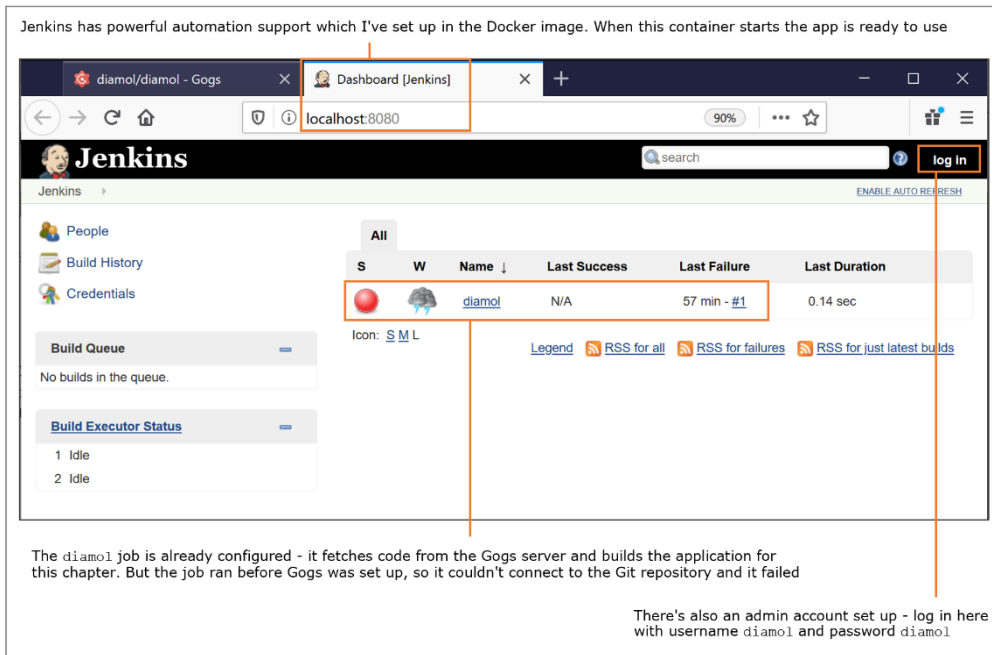 Jenkins has powerful automation support which I've set up in the Docker image. When this container starts the app is ready to use
diamol/diamol - Gogs
Dashboard [Jenkins]
localhost:8080
90%
Jenkins
search
log in
Jenkins
ENABLE AUTO REFRESH
People
Build History
Credentials
Build Queue
No builds in the queue.
Build Executor Status
1 Idle
2 Idle
All
S W Name ↓ Last Success Last Failure Last Duration
diamol N/A 57 min - #1 0.14 sec
Icon: S M L
Legend RSS for all RSS for failures RSS for just latest builds
The diamol job is already configured - it fetches code from the Gogs server and builds the application for
this chapter. But the job ran before Gogs was set up, so it couldn't connect to the Git repository and it failed
There's also an admin account set up - log in here
with username diamol and password diamol